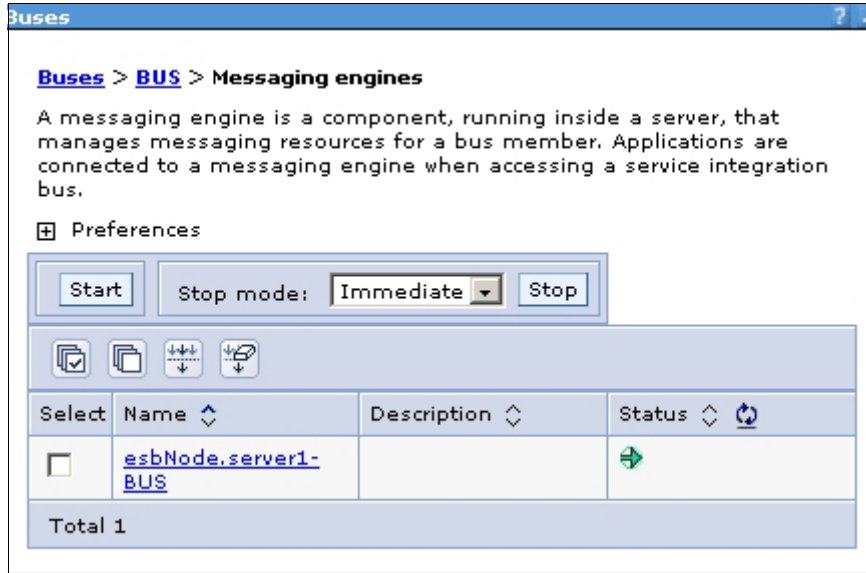 Buses ?
Buses > BUS > Messaging engines
A messaging engine is a component, running inside a server, that
manages messaging resources for a bus member. Applications are
connected to a messaging engine when accessing a service integration
bus.
Preferences
Start Stop mode: Immediate Stop
Select Name Description Status
esbNode.server1-
BUS
Total 1